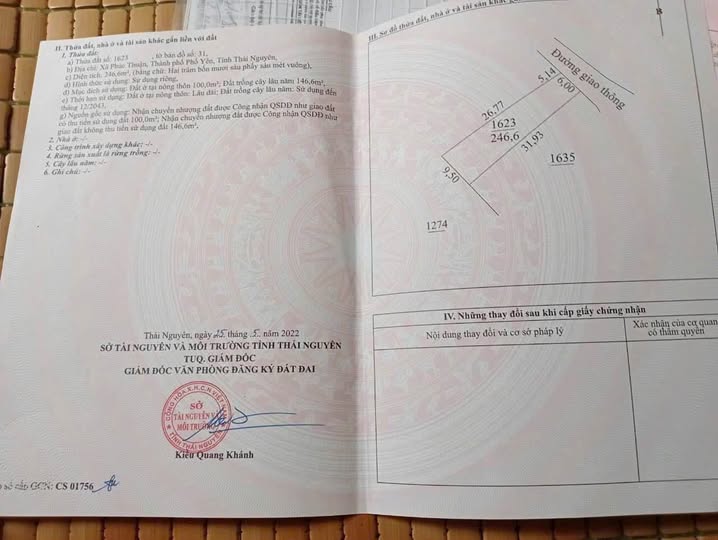 II. Thửa đất, nhà ở và tài sản khác gắn liền với đất
1. Thửa đất:
a) Thửa đất số: 1623, tờ bản đồ số: 31,
b) Địa chỉ: Xã Phúc Thuận, Thành phố Phổ Yên, Tỉnh Thái Nguyên,
c) Diện tích: 246,6m², (bằng chữ: Hai trăm bốn mươi sáu phẩy sáu mét vuông),
d) Hình thức sử dụng: Sử dụng riêng,
đ) Mục đích sử dụng: Đất ở tại nông thôn 100,0m²; Đất trồng cây lâu năm 146,6m²,
e) Thời hạn sử dụng: Đất ở tại nông thôn: Lâu dài; Đất trồng cây lâu năm: Sử dụng đến
tháng 12/2043,
g) Nguồn gốc sử dụng: Nhận chuyển nhượng đất được Công nhận QSDĐ như giao đất
có thu tiền sử dụng đất 100,0m²; Nhận chuyển nhượng đất được Công nhận QSDĐ như
giao đất không thu tiền sử dụng đất 146,6m²,
2. Nhà ở: -/-
3. Công trình xây dựng khác: -/-
4. Rừng sản xuất là rừng trồng: -/-
5. Cây lâu năm: -/-
6. Ghi chú: -/-
Thái Nguyên, ngày 25 tháng 5 năm 2022
SỞ TÀI NGUYÊN VÀ MÔI TRƯỜNG TỈNH THÁI NGUYÊN
TUQ. GIÁM ĐỐC
GIÁM ĐỐC VĂN PHÒNG ĐĂNG KÝ ĐẤT ĐAI
CỘNG HÒA X.H.C.N VIỆT NAM
SỞ
TÀI NGUYÊN VÀ
MÔI TRƯỜNG
TỈNH THÁI NGUYÊN
Kiều Quang Khánh
số cấp GCN: CS 01756
III. Sơ đồ thửa đất, nhà ở và tài sản khác gắn liền với đất
B
Đường giao thông
5,14
6,00
26,77
1623
246,6
31,93
9,50
1635
1274
IV. Những thay đổi sau khi cấp giấy chứng nhận
Nội dung thay đổi và cơ sở pháp lý
Xác nhận của cơ quan
có thẩm quyền